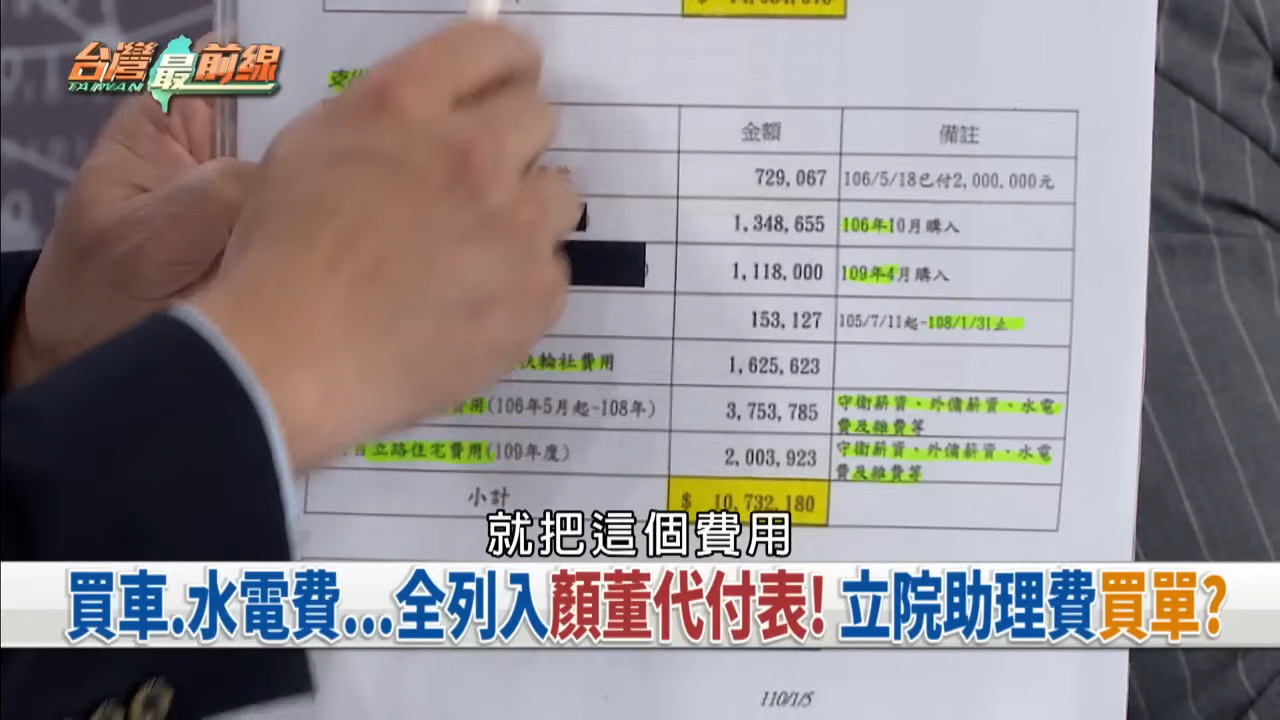 台灣最前線
TAIWAN
金額 備註
729,067 106/5/18已付2,000,000元
1,348,655 106年10月購入
1,118,000 109年4月購入
153,127 105/7/11起~108/1/31止
扶輪社費用 1,625,623
費用(106年5月起~108年) 3,753,785 守衛薪資、外傭薪資、水電
費及雜費等
自立路住宅費用(109年度) 2,003,923 守衛薪資、外傭薪資、水電
費及雜費等
小計 $ 10,732,180
就把這個費用
買車.水電費...全列入顏董代付表! 立院助理費買單?
110/1/5